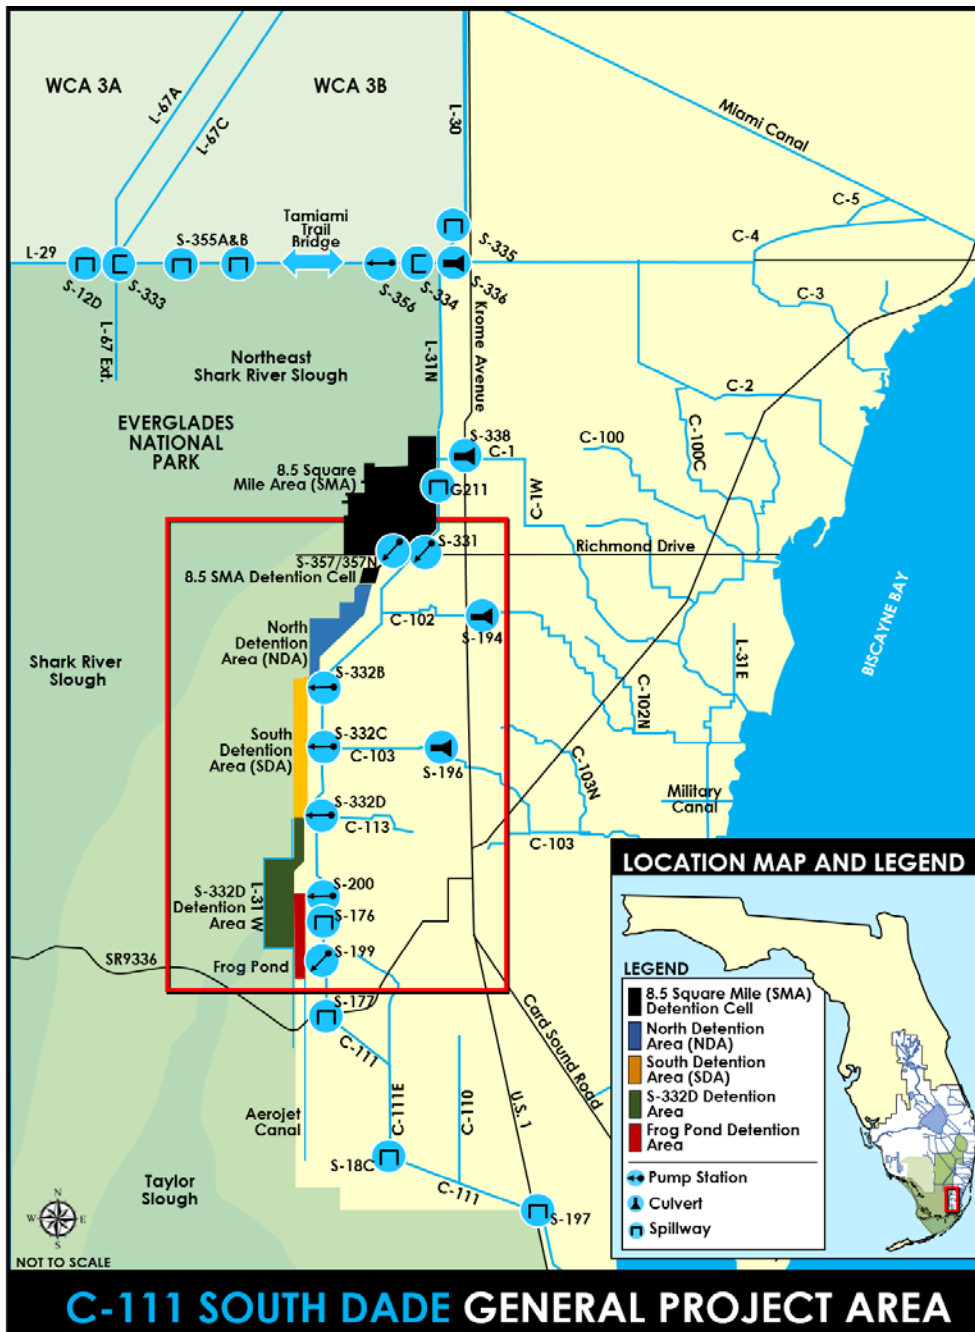 WCA 3A
WCA 3B
L-67A
L-67C
L-30
Miami Canal
C-5
C-4
C-3
Tamiami
Trail
Bridge
S-355A&B
L-29
S-12D
S-333
S-356
S-334
S-335
S-336
L-67 Ext.
L-31N
Krome Avenue
Northeast
Shark River Slough
EVERGLADES
NATIONAL
PARK
C-2
C-100C
C-100
S-338
C-1
8.5 Square
Mile Area (SMA)
G211
C-1W
S-331
Richmond Drive
S-357/357N
8.5 SMA Detention Cell
C-102
S-194
North
Detention
Area (NDA)
L-31E
BISCAYNE BAY
Shark River
Slough
S-332B
C-102N
S-332C
South
Detention
Area (SDA)
C-103
S-196
C-103N
Military
Canal
S-332D
C-113
C-103
S-200
S-332D
Detention
Area
L-31 W
S-176
S-199
Frog Pond
SR9336
S-177
C-111
Card Sound Road
C-111E
C-110
U.S. 1
Aerojet
Canal
S-18C
C-111
S-197
Taylor
Slough
N
W
E
S
NOT TO SCALE
LOCATION MAP AND LEGEND
LEGEND
8.5 Square Mile (SMA)
Detention Cell
North Detention
Area (NDA)
South Detention
Area (SDA)
S-332D Detention
Area
Frog Pond Detention
Area
Pump Station
Culvert
Spillway
C-111 SOUTH DADE GENERAL PROJECT AREA